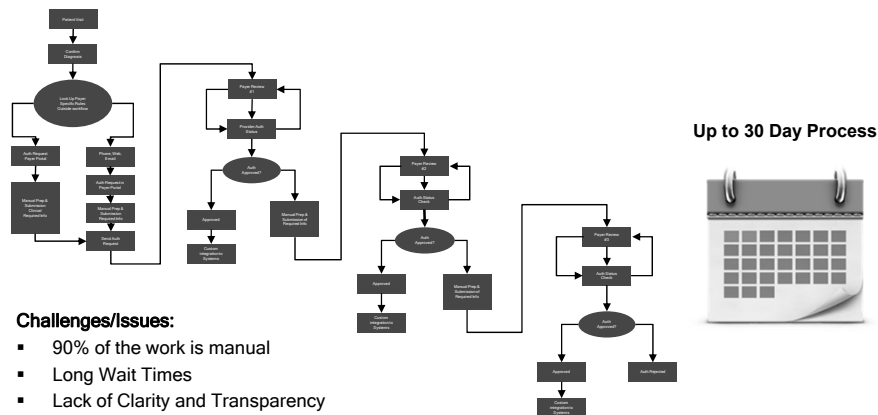 Patient Visit
Confirm
Diagnosis
Look Up Payer
Specific Rules
Outside workflow
Auth Request
Payer Portal
Phone, Web,
Email
Auth Request in
Payer Portal
Manual Prep &
Submission
Clinical
Required Info
Manual Prep &
Submission
Required Info
Send Auth
Request
Payer Review
#1
Provider Auth
Status
Auth
Approved?
Approved
Custom
Integration to
Systems
Manual Prep &
Submission of
Required Info
Payer Review
#2
Auth Status
Check
Auth
Approved?
Approved
Custom
Integration to
Systems
Manual Prep &
Submission of
Required Info
Payer Review
#3
Auth Status
Check
Auth
Approved?
Approved
Custom
Integration to
Systems
Auth Rejected
Up to 30 Day Process
Challenges/Issues:
▪ 90% of the work is manual
▪ Long Wait Times
▪ Lack of Clarity and Transparency